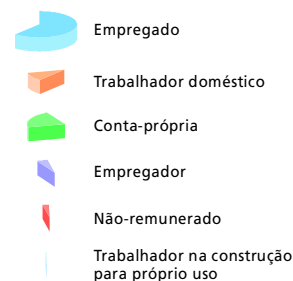 Empregado
Trabalhador doméstico
Conta-própria
Empregador
Não-remunerado
Trabalhador na construção
para próprio uso